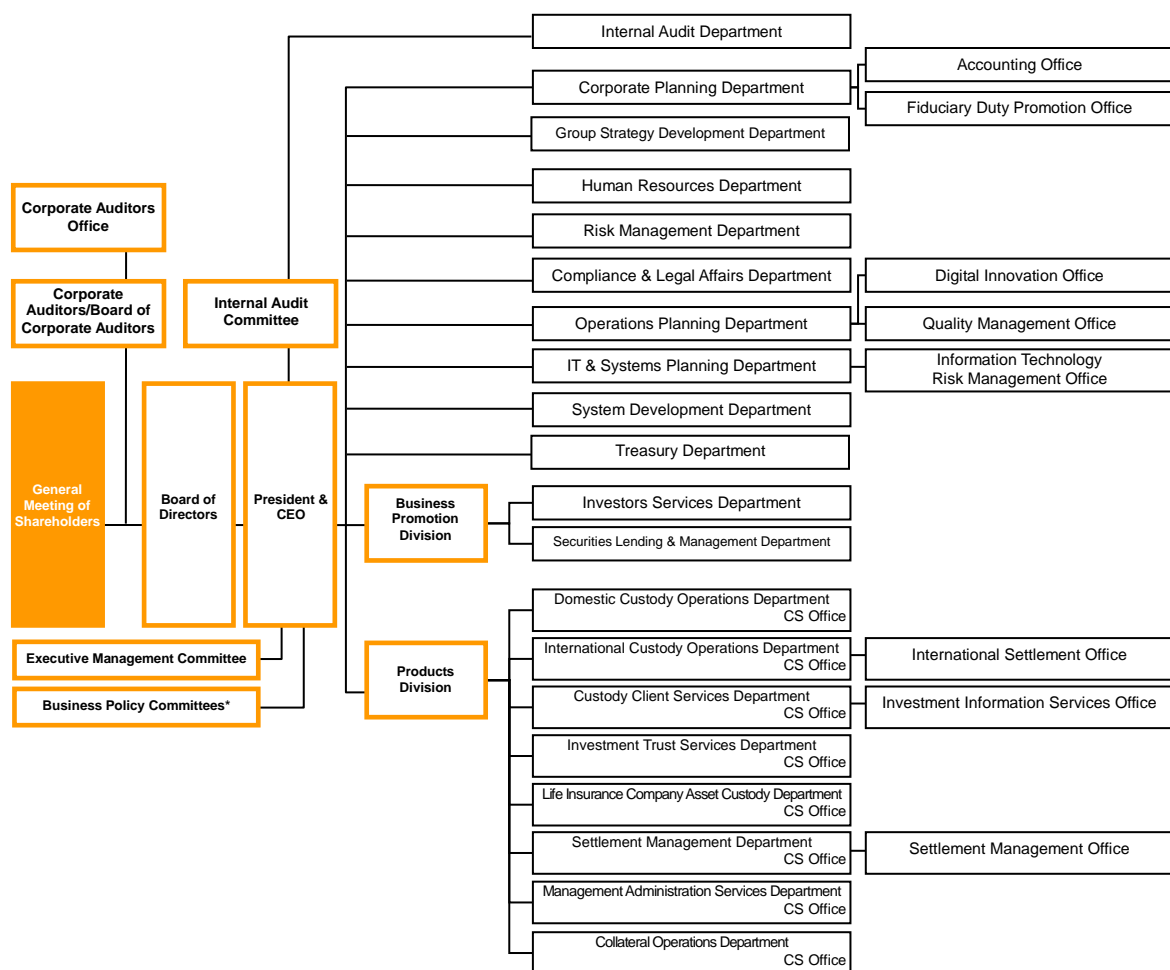 Internal Audit Department
Corporate Planning Department
Accounting Office
Fiduciary Duty Promotion Office
Group Strategy Development Department
Human Resources Department
Risk Management Department
Compliance & Legal Affairs Department
Operations Planning Department
Digital Innovation Office
Quality Management Office
IT & Systems Planning Department
Information Technology
Risk Management Office
System Development Department
Treasury Department
Corporate Auditors
Office
Corporate
Auditors/Board of
Corporate Auditors
Internal Audit
Committee
General
Meeting of
Shareholders
Board of
Directors
President &
CEO
Executive Management Committee
Business Policy Committees*
Business
Promotion
Division
Investors Services Department
Securities Lending & Management Department
Products
Division
Domestic Custody Operations Department
CS Office
International Custody Operations Department
CS Office
International Settlement Office
Custody Client Services Department
CS Office
Investment Information Services Office
Investment Trust Services Department
CS Office
Life Insurance Company Asset Custody Department
CS Office
Settlement Management Department
CS Office
Settlement Management Office
Management Administration Services Department
CS Office
Collateral Operations Department
CS Office